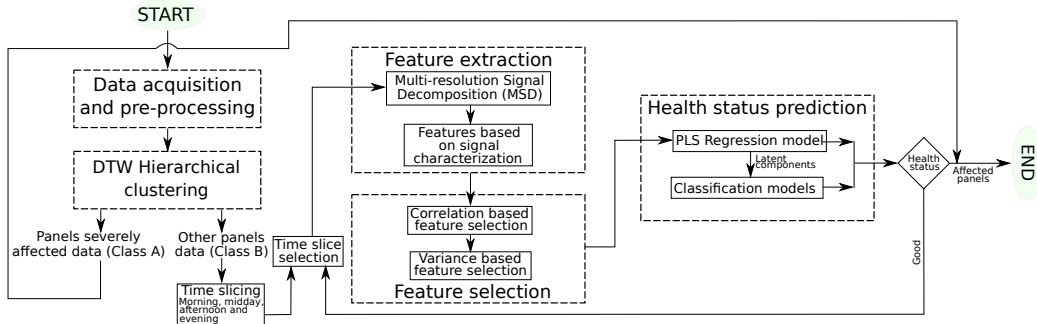 START
Data acquisition
and pre-processing
DTW Hierarchical
clustering
Panels severely
affected data (Class A)
Other panels
data (Class B)
Time slicing
Morning, midday,
afternoon and
evening
Time slice
selection
Feature extraction
Multi-resolution Signal
Decomposition (MSD)
Features based
on signal
characterization
Correlation based
feature selection
Variance based
feature selection
Feature selection
Health status prediction
PLS Regression model
Latent
components
Classification models
Health
status
Good
Affected
panels
END